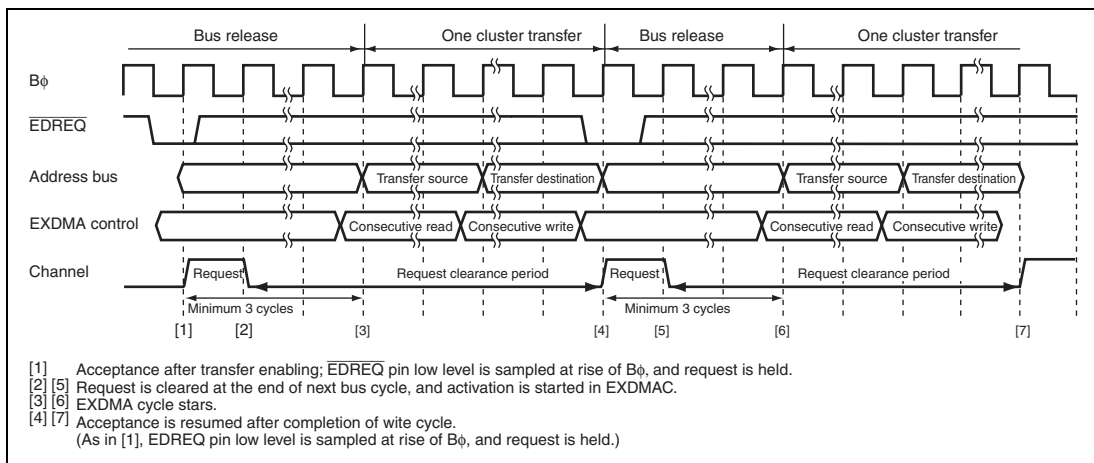 Bus release One cluster transfer Bus release One cluster transfer
Bφ
EDREQ
Address bus Transfer source Transfer destination Transfer source Transfer destination
EXDMA control Consecutive read Consecutive write Consecutive read Consecutive write
Channel Request Request clearance period Request Request clearance period
Minimum 3 cycles Minimum 3 cycles
[1] [2] [3] [4] [5] [6] [7]
[1] Acceptance after transfer enabling; EDREQ pin low level is sampled at rise of Bφ, and request is held.
[2] [5] Request is cleared at the end of next bus cycle, and activation is started in EXDMAC.
[3] [6] EXDMA cycle stars.
[4] [7] Acceptance is resumed after completion of wite cycle.
(As in [1], EDREQ pin low level is sampled at rise of Bφ, and request is held.)